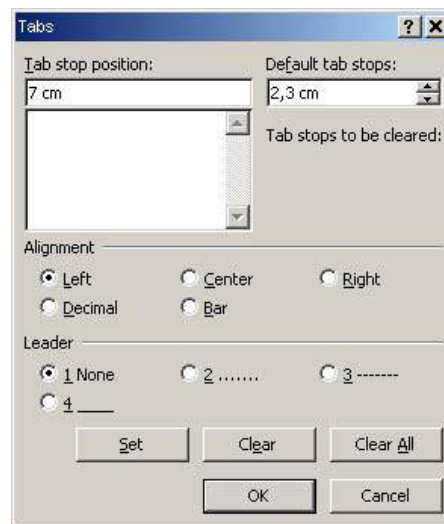 Tabs
Tab stop position:
Default tab stops:
7 cm
2,3 cm
Tab stops to be cleared:
Alignment
Left
Center
Right
Decimal
Bar
Leader
1 None
2 .......
3 -------
4 ____
Set
Clear
Clear All
OK
Cancel